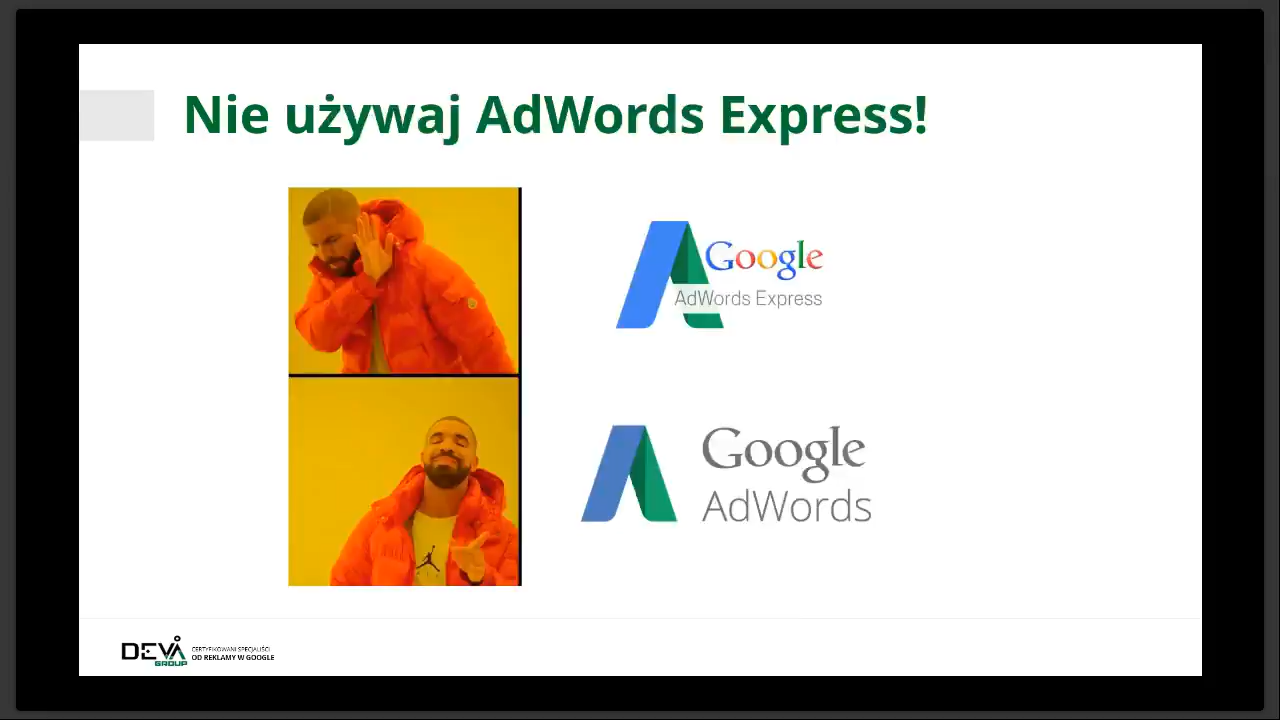 Nie używaj AdWords Express!
Google
AdWords Express
Google
AdWords
DEVA
GROUP
CERTYFIKOWANI SPECJALIŚCI
OD REKLAMY W GOOGLE